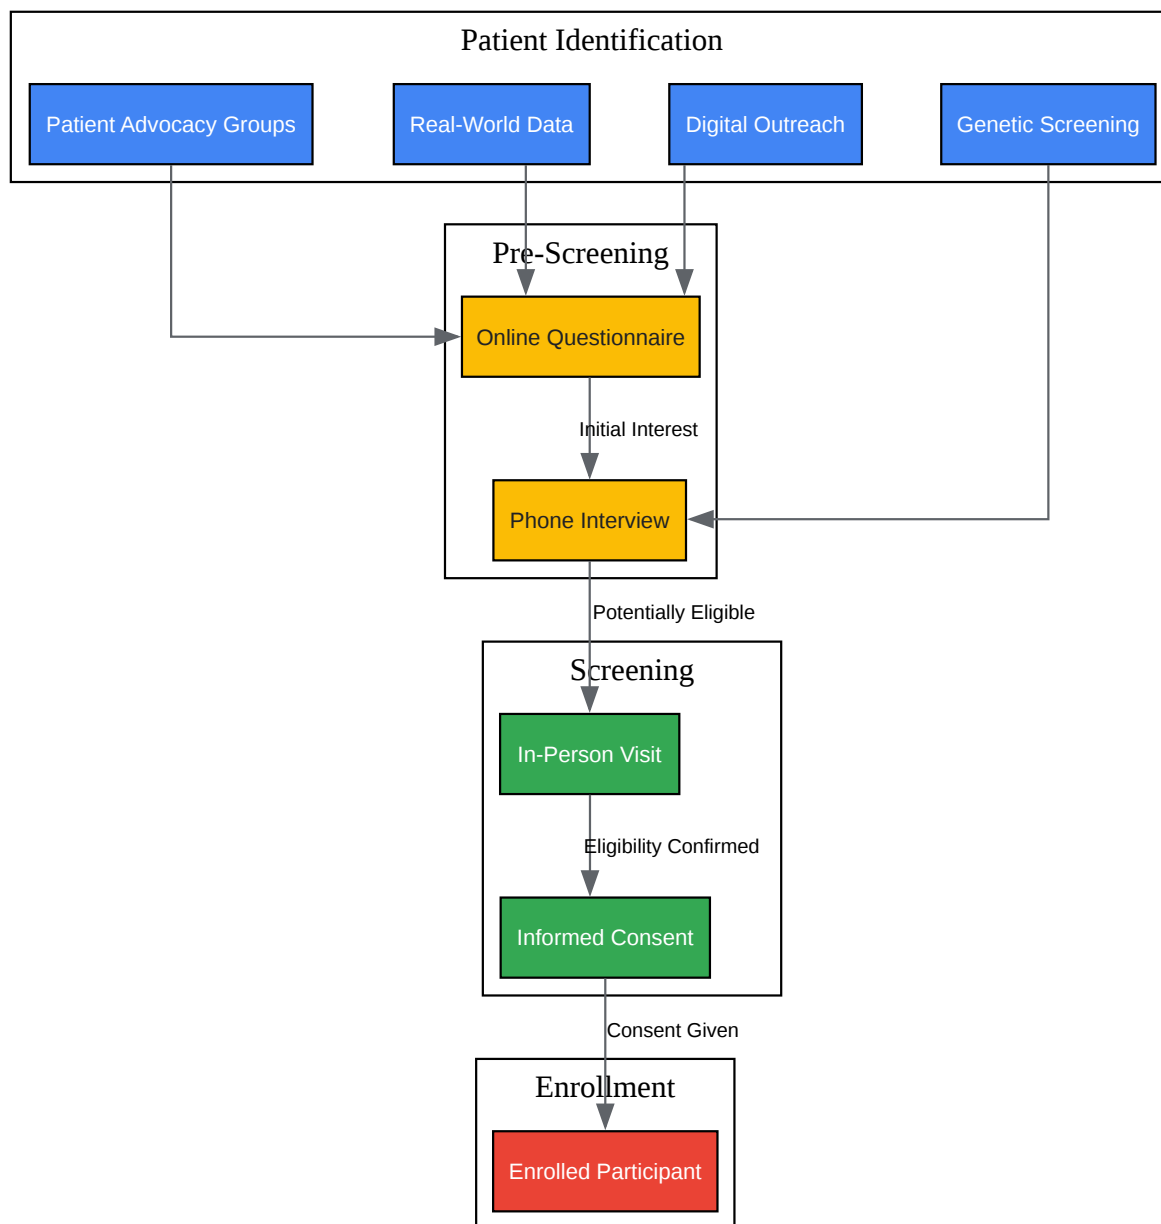 Patient Identification
Patient Advocacy Groups
Real-World Data
Digital Outreach
Genetic Screening
Pre-Screening
Online Questionnaire
Initial Interest
Phone Interview
Potentially Eligible
Screening
In-Person Visit
Eligibility Confirmed
Informed Consent
Consent Given
Enrollment
Enrolled Participant